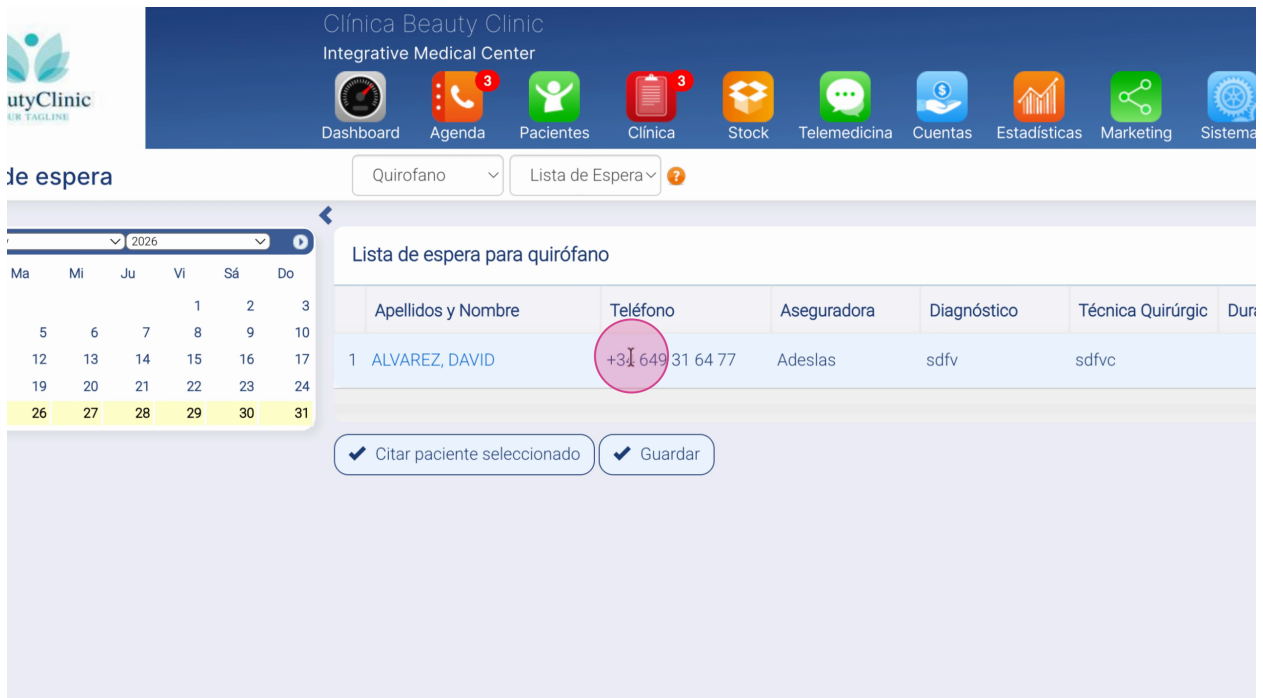 Clínica Beauty Clinic
Integrative Medical Center
utyClinic
UR TAGLINE
3
3
Dashboard Agenda Pacientes Clínica Stock Telemedicina Cuentas Estadísticas Marketing Sistema
de espera
Quirofano Lista de Espera ?
2026
Lista de espera para quirófano
Ma Mi Ju Vi Sá Do
1 2 3
5 6 7 8 9 10
12 13 14 15 16 17
19 20 21 22 23 24
26 27 28 29 30 31
Apellidos y Nombre Teléfono Aseguradora Diagnóstico Técnica Quirúrgic Dura
1 ALVAREZ, DAVID +34 649 31 64 77 Adeslas sdfv sdfvc
Citar paciente seleccionado Guardar